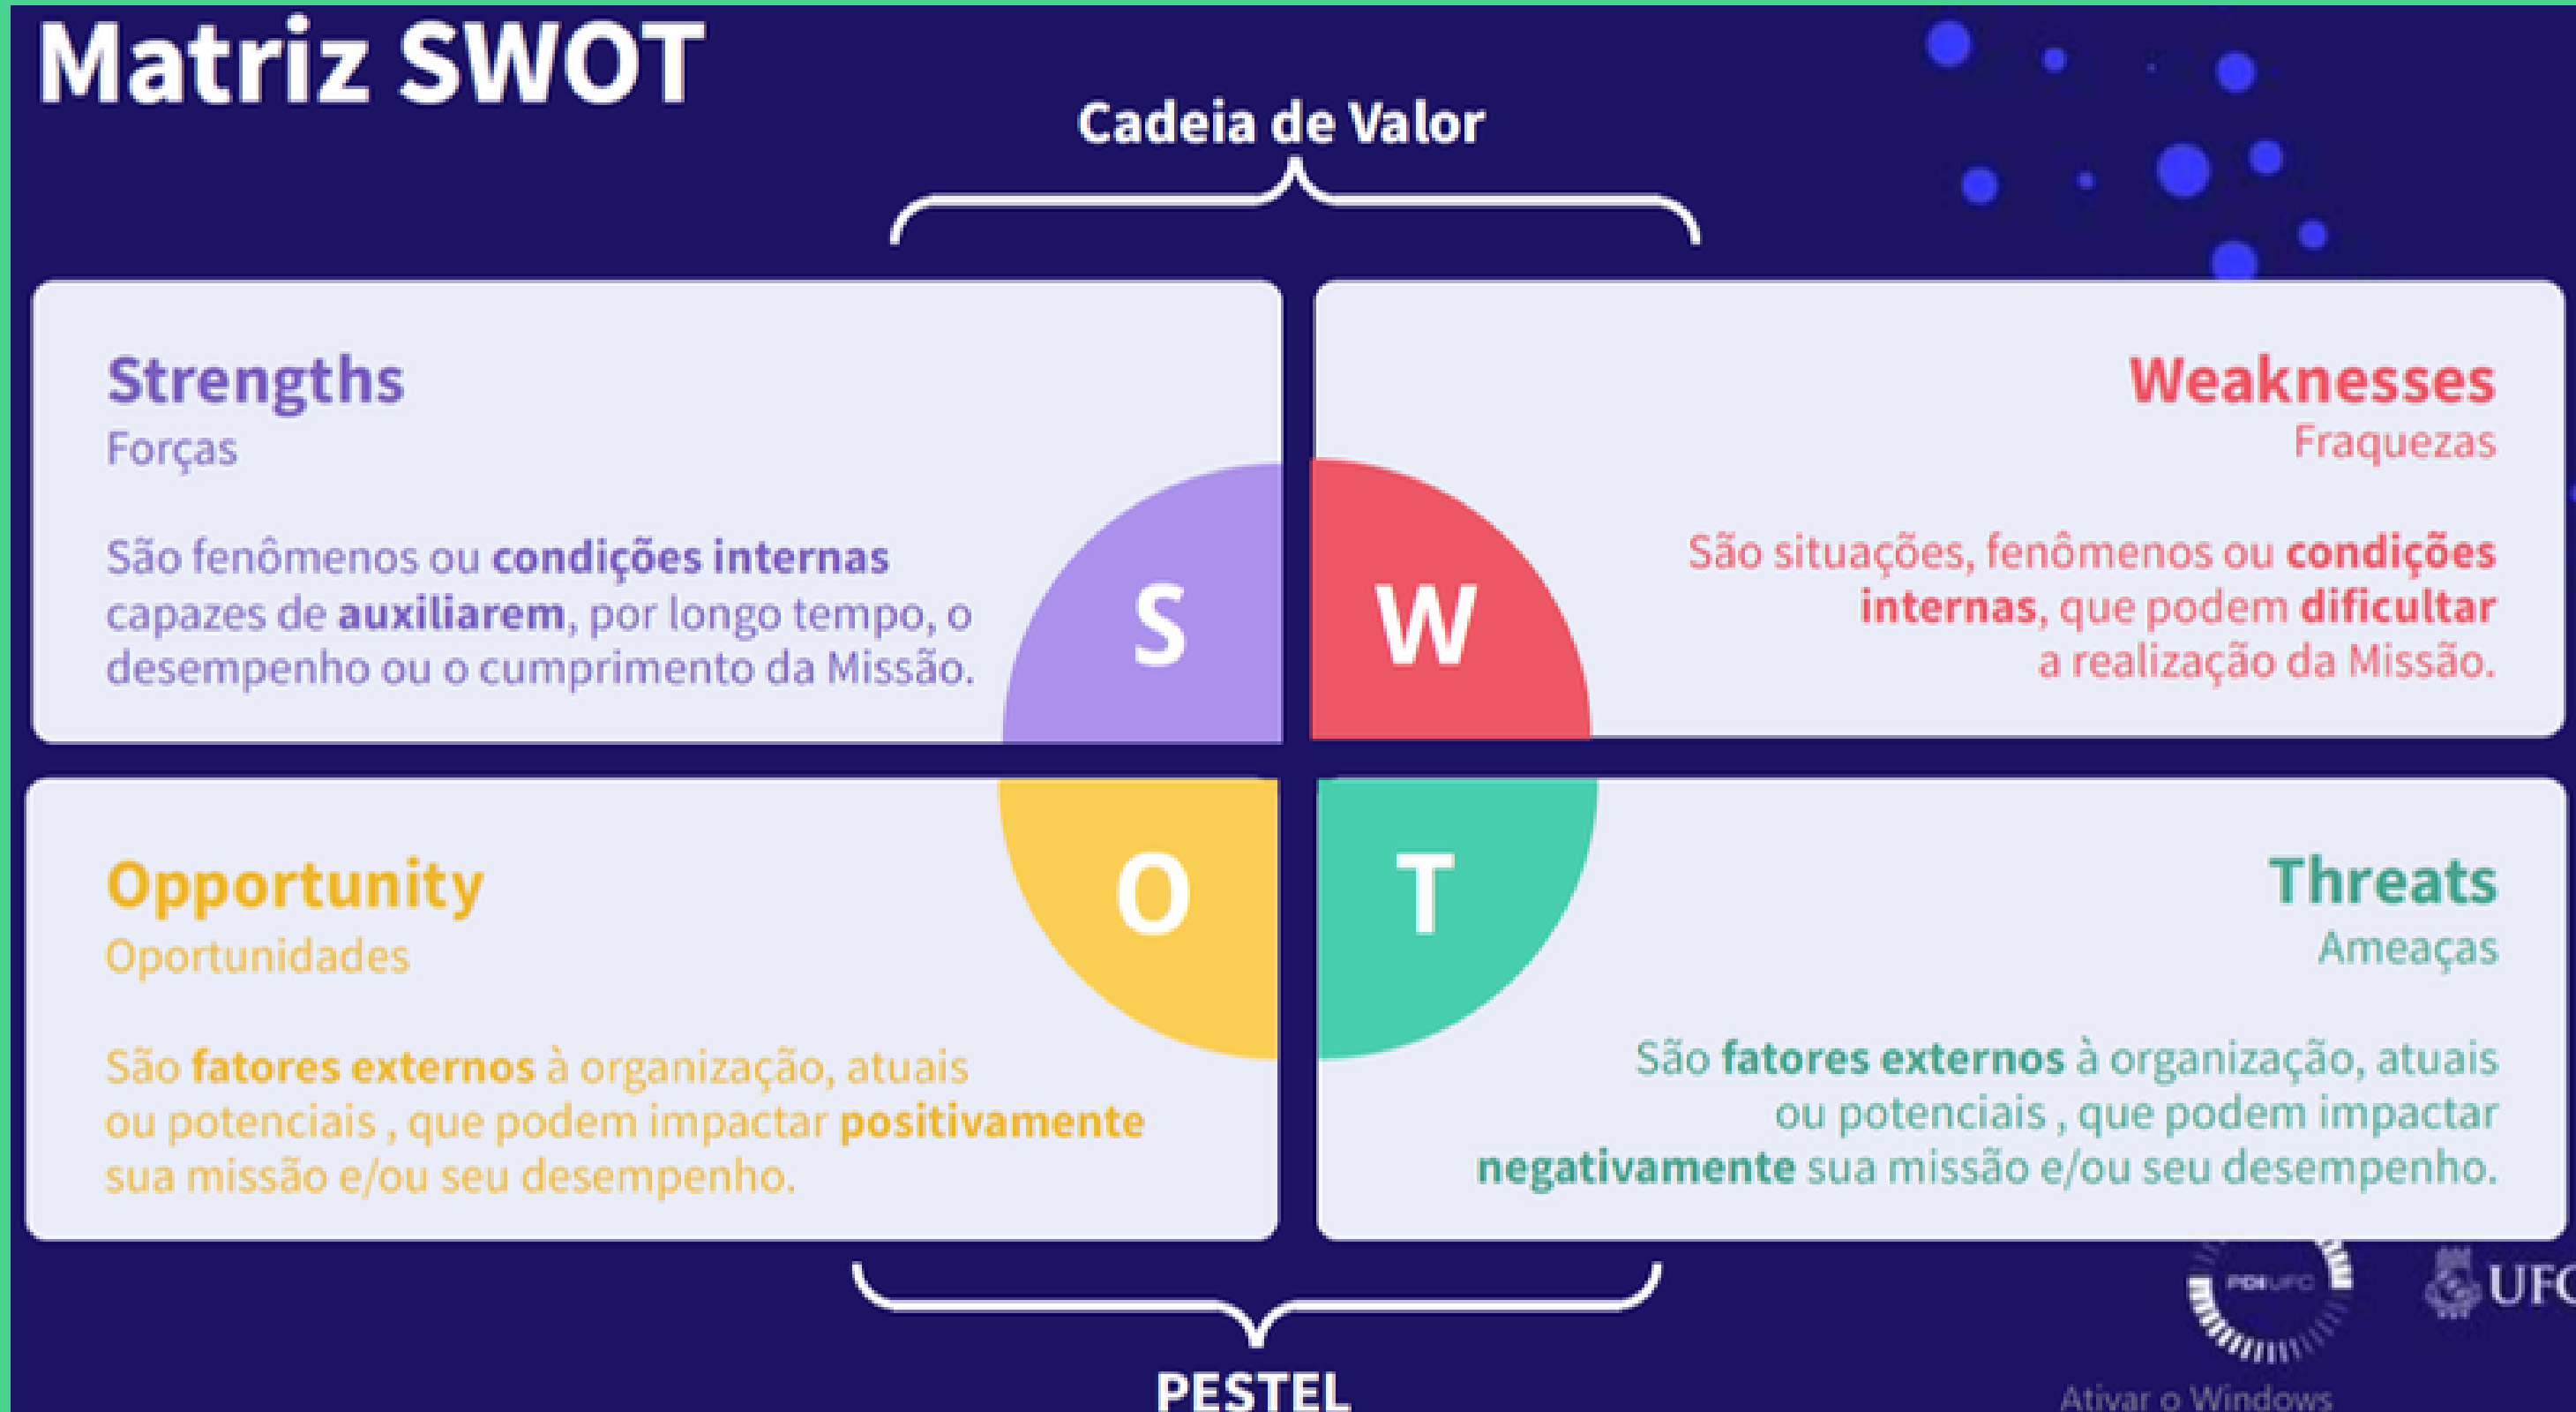 Matriz SWOT
Cadeia de Valor
Strengths
Forças
São fenômenos ou condições internas
capazes de auxiliarem, por longo tempo, o
desempenho ou o cumprimento da Missão.
S
Weaknesses
Fraquezas
São situações, fenômenos ou condições
internas, que podem dificultar
a realização da Missão.
W
Opportunity
Oportunidades
São fatores externos à organização, atuais
ou potenciais , que podem impactar positivamente
sua missão e/ou seu desempenho.
O
Threats
Ameaças
São fatores externos à organização, atuais
ou potenciais , que podem impactar
negativamente sua missão e/ou seu desempenho.
T
PESTEL
PDIUFC
UFC
Ativar o Windows